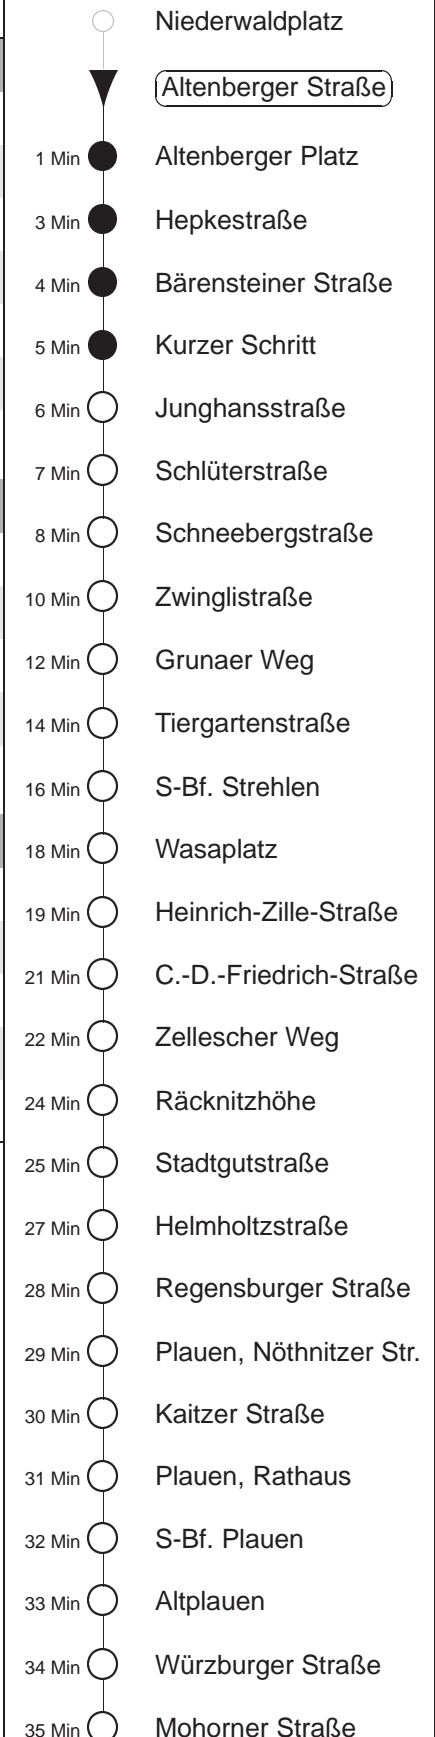 Niederwaldplatz
Altenberger Straße
1 Min Altenberger Platz
3 Min Hepkestraße
4 Min Bärensteiner Straße
5 Min Kurzer Schritt
6 Min Junghansstraße
7 Min Schlüterstraße
8 Min Schneebergstraße
10 Min Zwinglistraße
12 Min Grunaer Weg
14 Min Tiergartenstraße
16 Min S-Bf. Strehlen
18 Min Wasaplatz
19 Min Heinrich-Zille-Straße
21 Min C.-D.-Friedrich-Straße
22 Min Zellescher Weg
24 Min Räcknitzhöhe
25 Min Stadtgutstraße
27 Min Helmholtzstraße
28 Min Regensburger Straße
29 Min Plauen, Nöthnitzer Str.
30 Min Kaitzer Straße
31 Min Plauen, Rathaus
32 Min S-Bf. Plauen
33 Min Altplauen
34 Min Würzburger Straße
35 Min Mohorner Straße